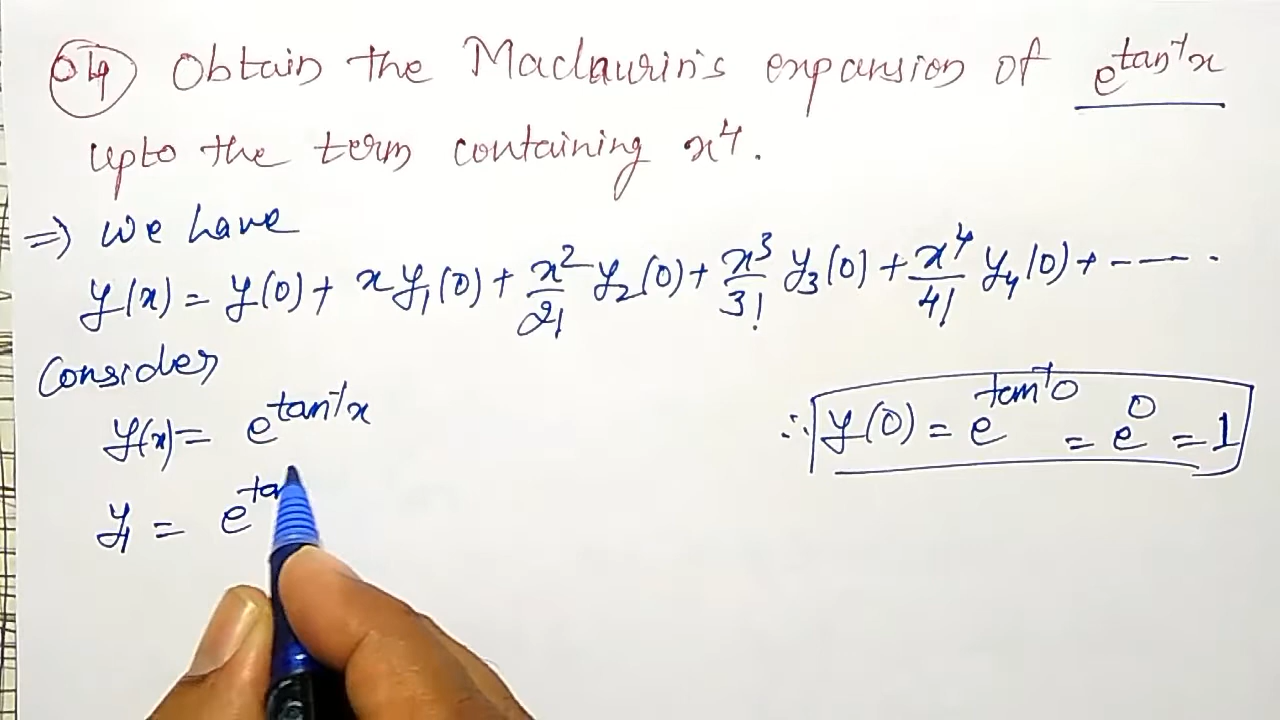 04 Obtain the Maclaurin's expansion of e^tan⁻¹x
upto the term containing x⁴.
⇒ We have
y(x) = y(0) + x y₁(0) + x²/2! y₂(0) + x³/3! y₃(0) + x⁴/4! y₄(0) + -----.
Consider
y(x) = e^tan⁻¹x
∴ y(0) = e^tan⁻¹0 = e⁰ = 1
y₁ = e^ta